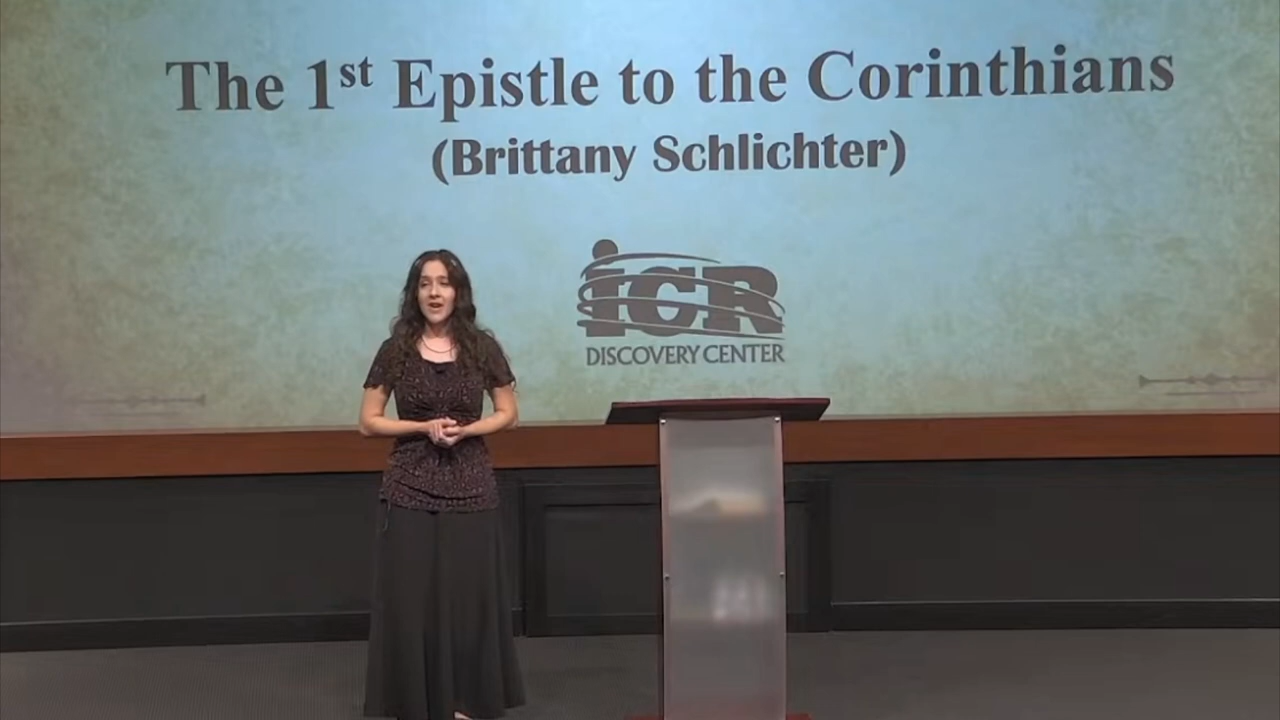 The 1st Epistle to the Corinthians
(Brittany Schlichter)
iCR
DISCOVERY CENTER